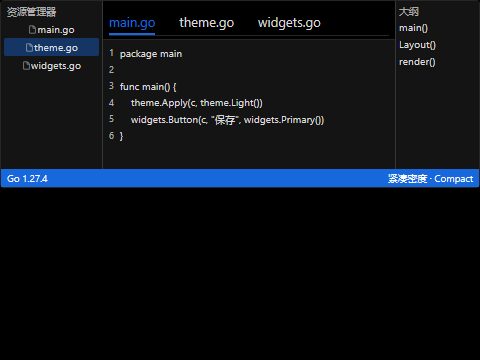 资源管理器
main.go
theme.go
widgets.go
main.go theme.go widgets.go
1 package main
2
3 func main() {
4 theme.Apply(c, theme.Light())
5 widgets.Button(c, "保存", widgets.Primary())
6 }
大纲
main()
Layout()
render()
Go 1.27.4
紧凑密度 · Compact